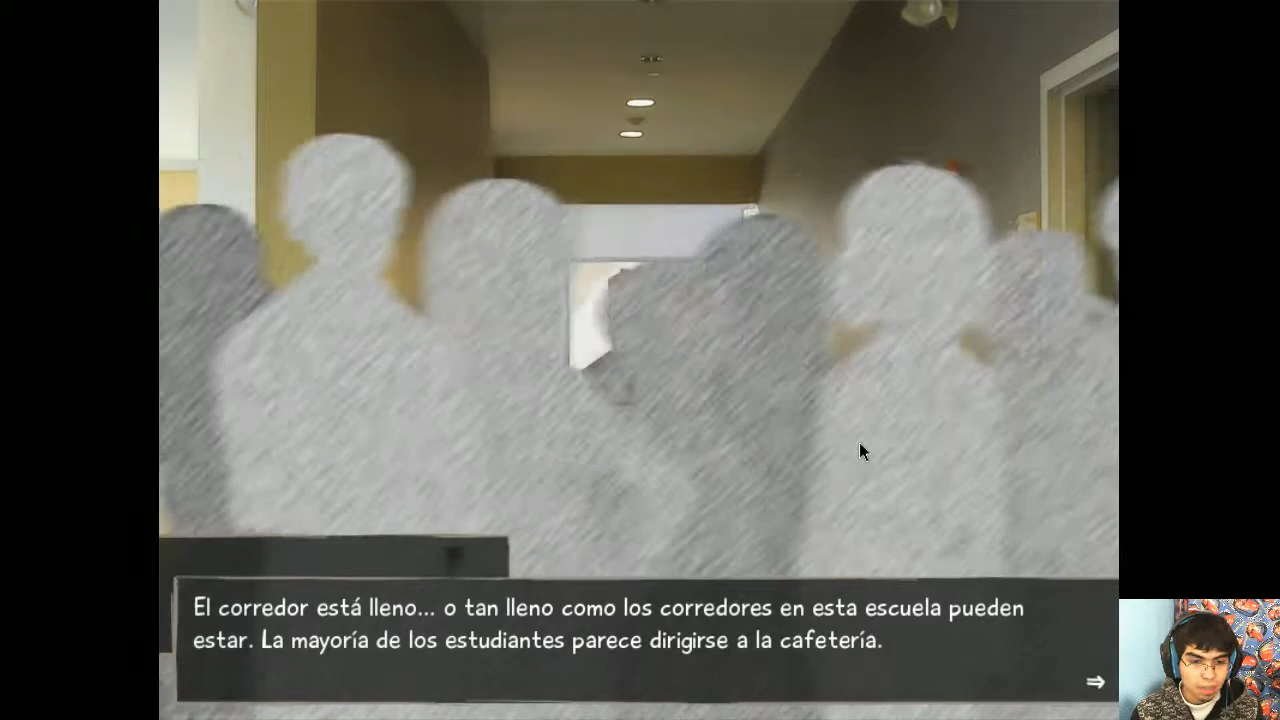 El corredor está lleno... o tan lleno como los corredores en esta escuela pueden
estar. La mayoría de los estudiantes parece dirigirse a la cafetería.